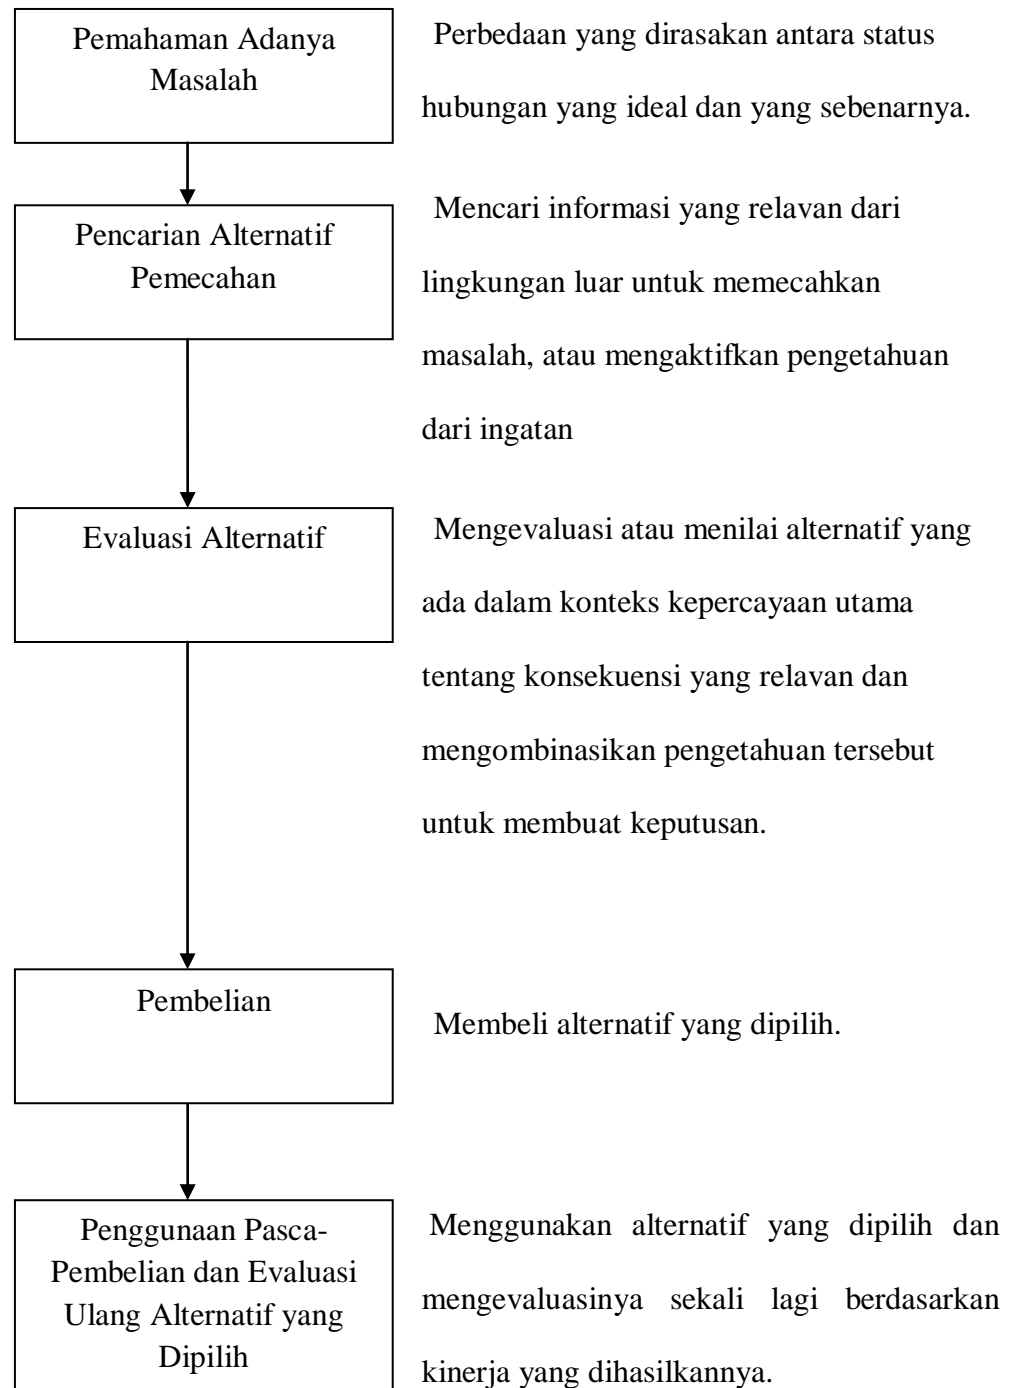 Pemahaman Adanya
Masalah
Perbedaan yang dirasakan antara status
hubungan yang ideal dan yang sebenarnya.
Pencarian Alternatif
Pemecahan
Mencari informasi yang relavan dari
lingkungan luar untuk memecahkan
masalah, atau mengaktifkan pengetahuan
dari ingatan
Evaluasi Alternatif
Mengevaluasi atau menilai alternatif yang
ada dalam konteks kepercayaan utama
tentang konsekuensi yang relavan dan
mengombinasikan pengetahuan tersebut
untuk membuat keputusan.
Pembelian
Membeli alternatif yang dipilih.
Penggunaan Pasca-
Pembelian dan Evaluasi
Ulang Alternatif yang
Dipilih
Menggunakan alternatif yang dipilih dan
mengevaluasinya sekali lagi berdasarkan
kinerja yang dihasilkannya.